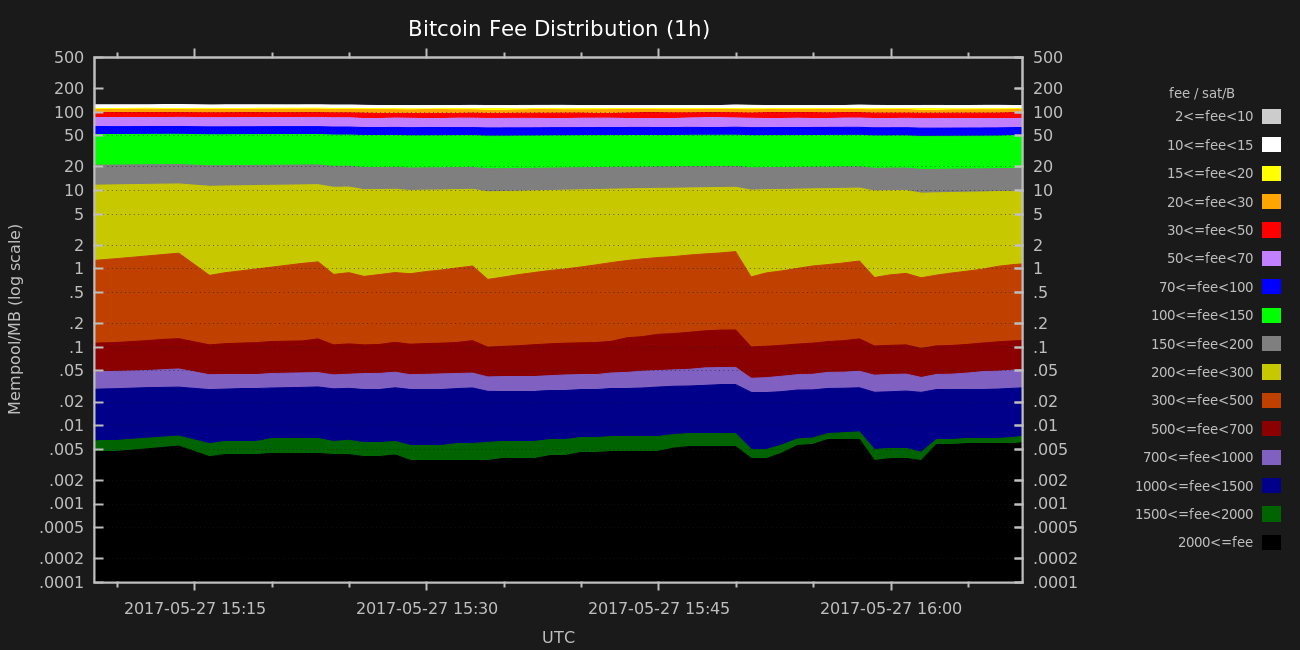 Bitcoin Fee Distribution (1h)
Mempool/MB (log scale)
500
200
100
50
20
10
5
2
1
.5
.2
.1
.05
.02
.01
.005
.002
.001
.0005
.0002
.0001
500
200
100
50
20
10
5
2
1
.5
.2
.1
.05
.02
.01
.005
.002
.001
.0005
.0002
.0001
2017-05-27 15:15
2017-05-27 15:30
2017-05-27 15:45
2017-05-27 16:00
UTC
fee / sat/B
2<=fee<10
10<=fee<15
15<=fee<20
20<=fee<30
30<=fee<50
50<=fee<70
70<=fee<100
100<=fee<150
150<=fee<200
200<=fee<300
300<=fee<500
500<=fee<700
700<=fee<1000
1000<=fee<1500
1500<=fee<2000
2000<=fee